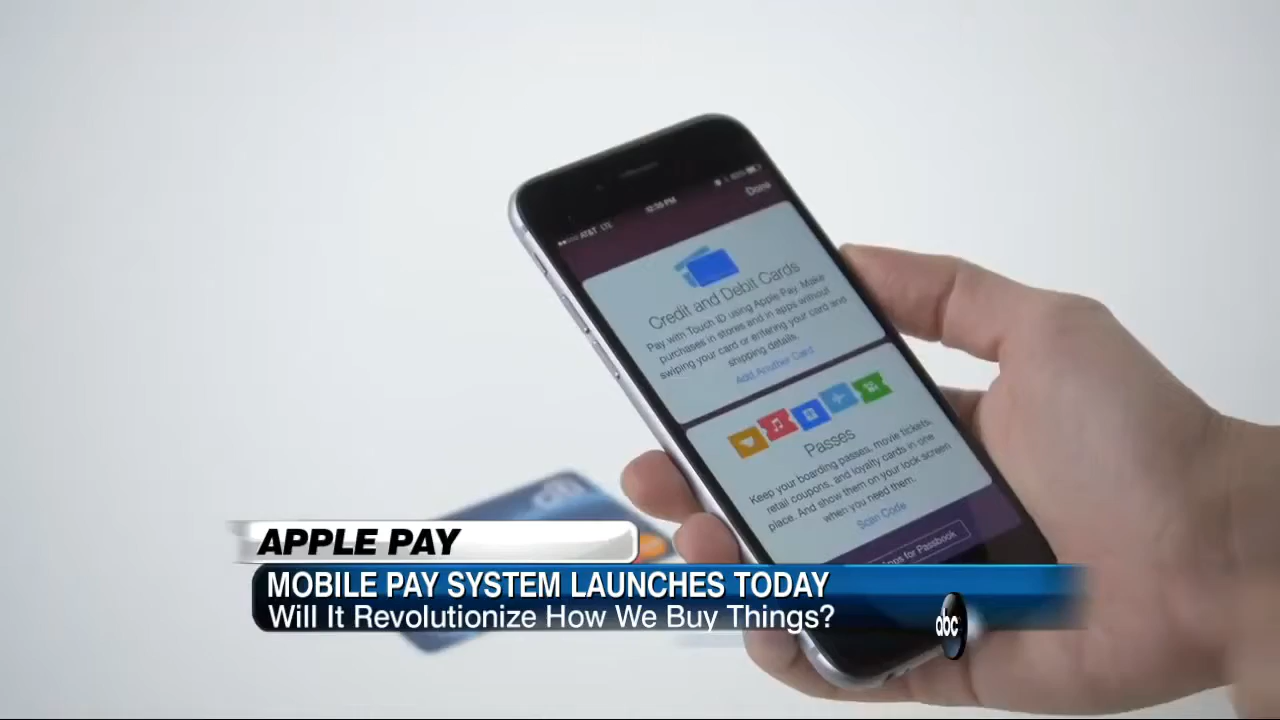 AT&T LTE
Done
Credit and Debit Cards
Pay with Touch ID using Apple Pay. Make
purchases in stores and in apps without
swiping your card or entering your card and
shipping details.
Add Another Card
Passes
Keep your boarding passes, movie tickets,
retail coupons, and loyalty cards in one
place. And show them on your lock screen
when you need them.
Scan Code
Apps for Passbook
citi
APPLE PAY
MOBILE PAY SYSTEM LAUNCHES TODAY
Will It Revolutionize How We Buy Things?
abc